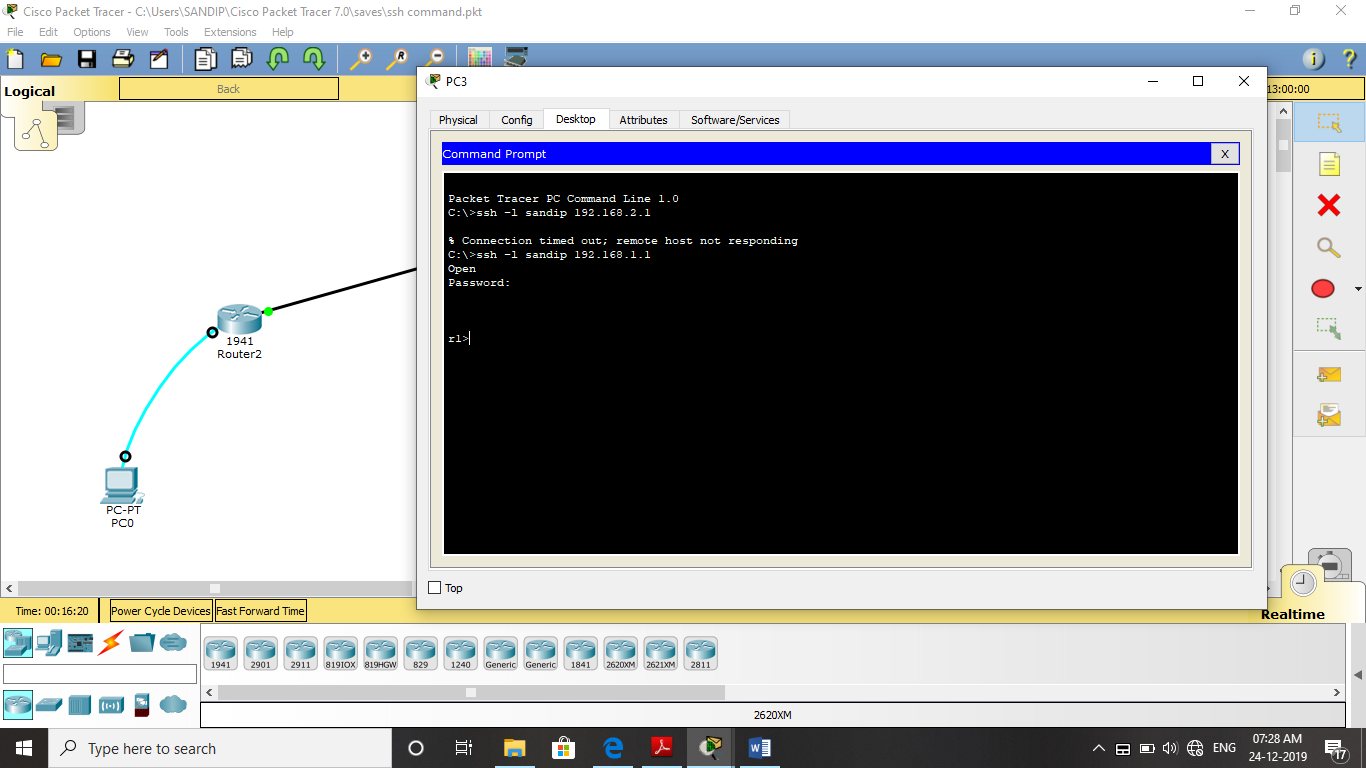 Cisco Packet Tracer - C:\Users\SANDIP\Cisco Packet Tracer 7.0\saves\ssh command.pkt
File Edit Options View Tools Extensions Help
Logical
Back
13:00:00
PC3
Physical Config Desktop Attributes Software/Services
Command Prompt
X
Packet Tracer PC Command Line 1.0
C:\>ssh -l sandip 192.168.2.1
% Connection timed out; remote host not responding
C:\>ssh -l sandip 192.168.1.1
Open
Password:
r1>
1941
Router2
PC-PT
PC0
Top
Time: 00:16:20 Power Cycle Devices Fast Forward Time
Realtime
1941 2901 2911 819IOX 819HGW 829 1240 Generic Generic 1841 2620XM 2621XM 2811
2620XM
Type here to search
ENG
07:28 AM
24-12-2019
17